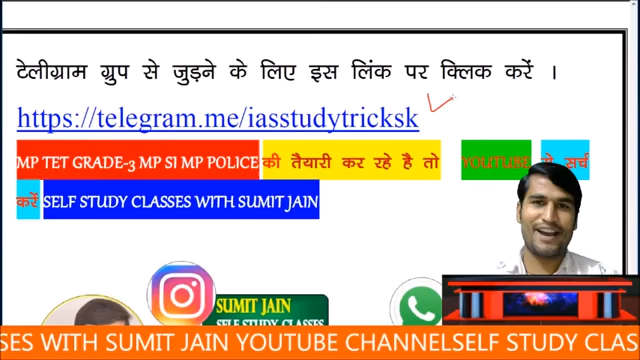 टेलीग्राम ग्रुप से जुड़ने के लिए इस लिंक पर क्लिक करें ।
https://telegram.me/iasstudytricksk
MP TET GRADE-3 MP SI MP POLICE की तैयारी कर रहे है तो YOUTUBE सर्च
करें SELF STUDY CLASSES WITH SUMIT JAIN
SUMIT JAIN
SELF STUDY CLASSES
SES WITH SUMIT JAIN YOUTUBE CHANNELSELF STUDY CLAS